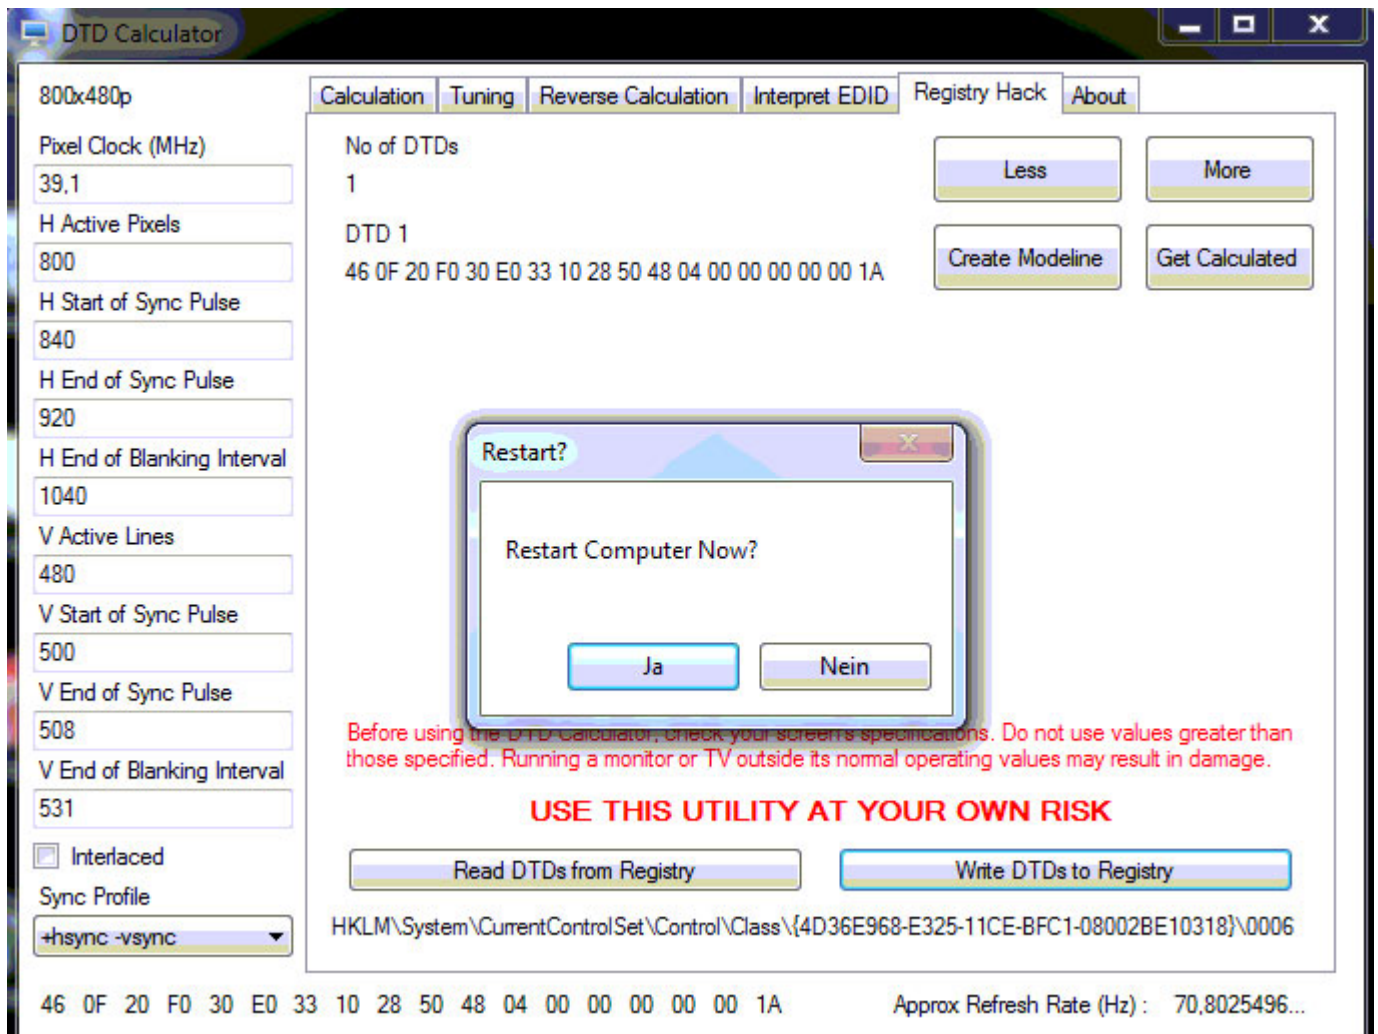 DTD Calculator
800x480p
Calculation Tuning Reverse Calculation Interpret EDID Registry Hack About
Pixel Clock (MHz)
39,1
H Active Pixels
800
H Start of Sync Pulse
840
H End of Sync Pulse
920
H End of Blanking Interval
1040
V Active Lines
480
V Start of Sync Pulse
500
V End of Sync Pulse
508
V End of Blanking Interval
531
Interlaced
Sync Profile
+hsync -vsync
No of DTDs
1
Less More
DTD 1
46 0F 20 F0 30 E0 33 10 28 50 48 04 00 00 00 00 00 1A
Create Modeline Get Calculated
Restart?
Restart Computer Now?
Ja Nein
Before using the DTD Calculator, check your screen's specifications. Do not use values greater than
those specified. Running a monitor or TV outside its normal operating values may result in damage.
USE THIS UTILITY AT YOUR OWN RISK
Read DTDs from Registry Write DTDs to Registry
HKLM\System\CurrentControlSet\Control\Class\{4D36E968-E325-11CE-BFC1-08002BE10318}\0006
46 0F 20 F0 30 E0 33 10 28 50 48 04 00 00 00 00 00 1A Approx Refresh Rate (Hz) : 70,8025496...